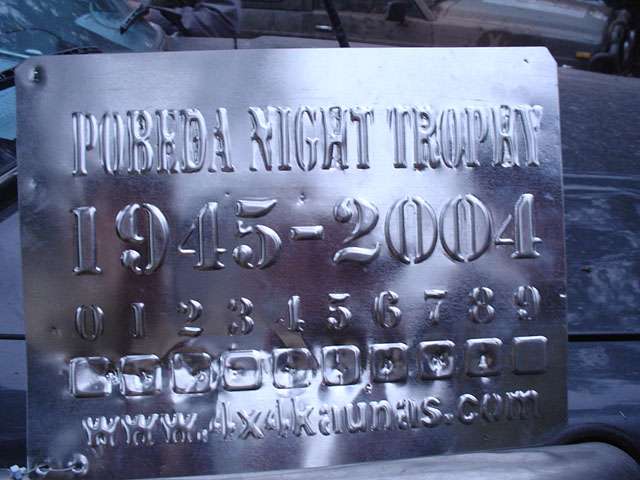 POBEDA NIGHT TROPHY
1945-2004
0 1 2 3 4 5 6 7 8 9
www.4x4kaunas.com